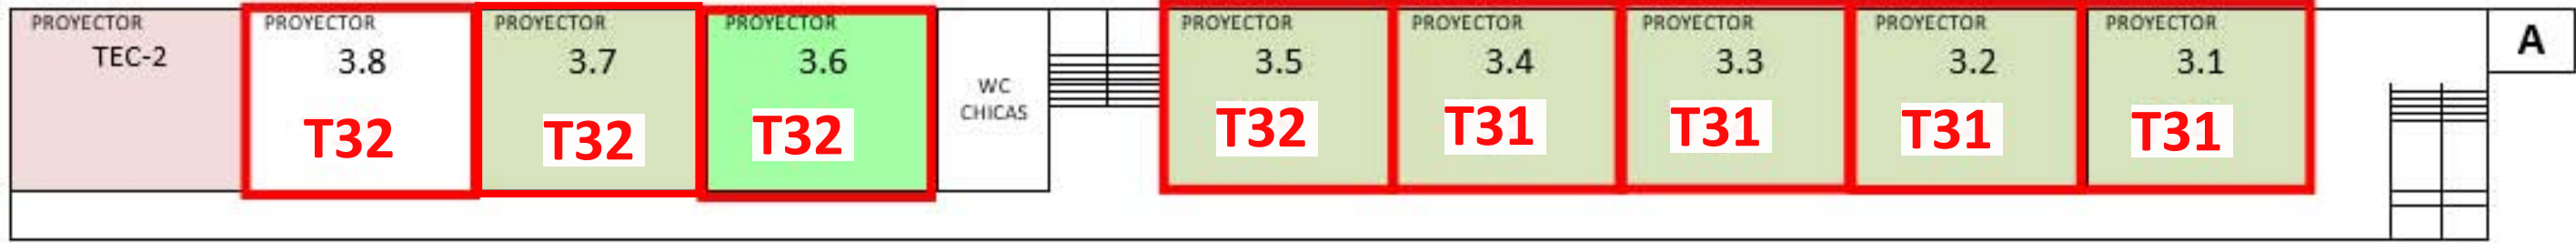 PROYECTOR
TEC-2
PROYECTOR
3.8
T32
PROYECTOR
3.7
T32
PROYECTOR
3.6
T32
WC
CHICAS
PROYECTOR
3.5
T32
PROYECTOR
3.4
T31
PROYECTOR
3.3
T31
PROYECTOR
3.2
T31
PROYECTOR
3.1
T31
A